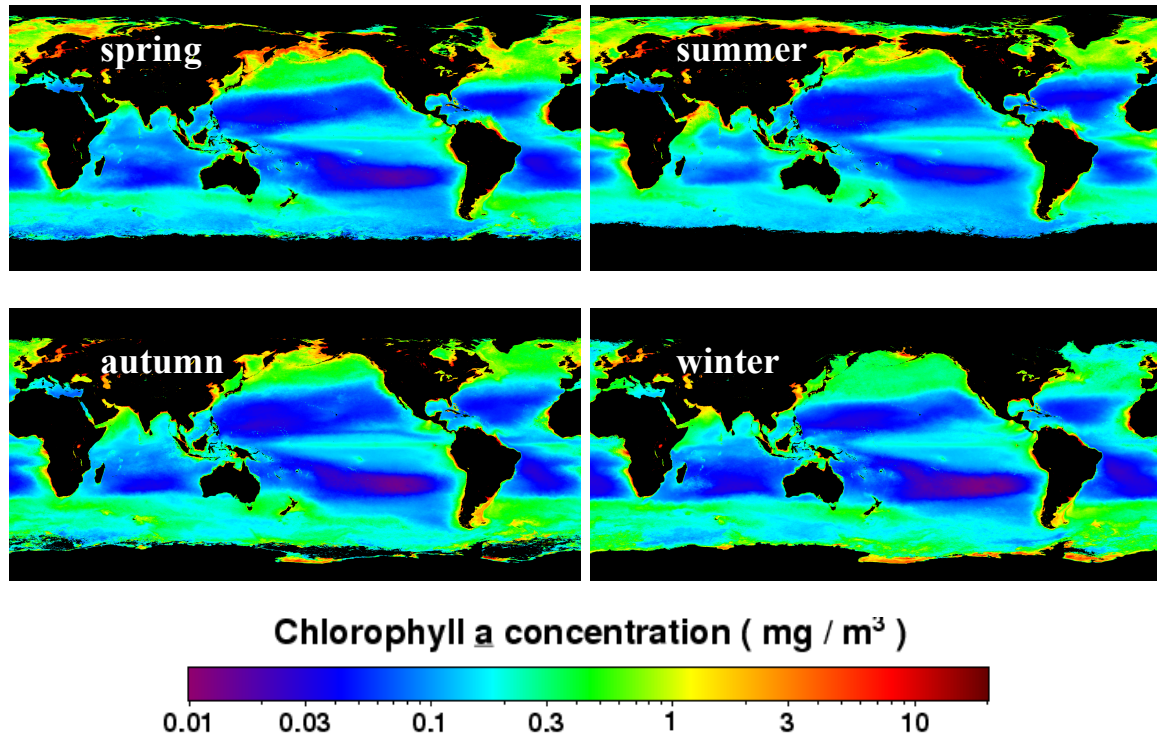 spring
summer
autumn
winter
Chlorophyll a concentration ( mg / m³ )
0.01 0.03 0.1 0.3 1 3 10